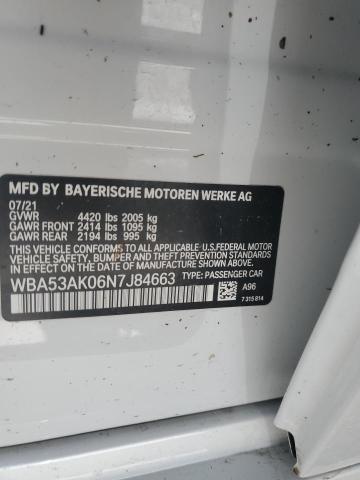 MFD BY BAYERISCHE MOTOREN WERKE AG
07/21
GVWR 4420 lbs 2005 kg
GAWR FRONT 2414 lbs 1095 kg
GAWR REAR 2194 lbs 995 kg
THIS VEHICLE CONFORMS TO ALL APPLICABLE U.S.FEDERAL MOTOR
VEHICLE SAFETY, BUMPER, AND THEFT PREVENTION STANDARDS
IN EFFECT ON THE DATE OF MANUFACTURE SHOWN ABOVE.
WBA53AK06N7J84663 TYPE: PASSENGER CAR
A96
7 315 814